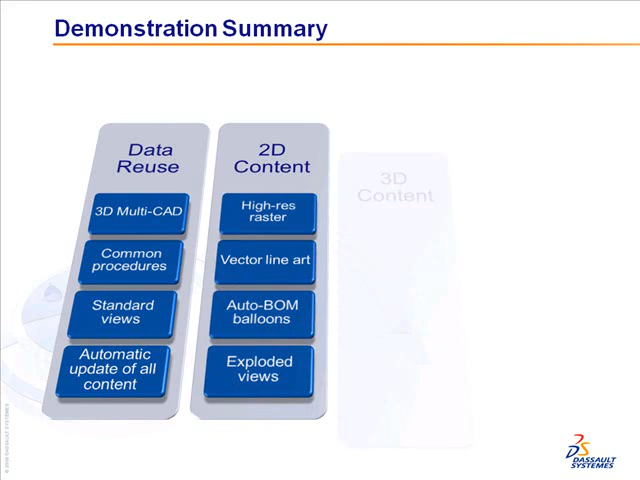 Demonstration Summary
Data
Reuse
3D Multi-CAD
Common
procedures
Standard
views
Automatic
update of all
content
2D
Content
High-res
raster
Vector line art
Auto-BOM
balloons
Exploded
views
3D
Content
DASSAULT
SYSTEMES